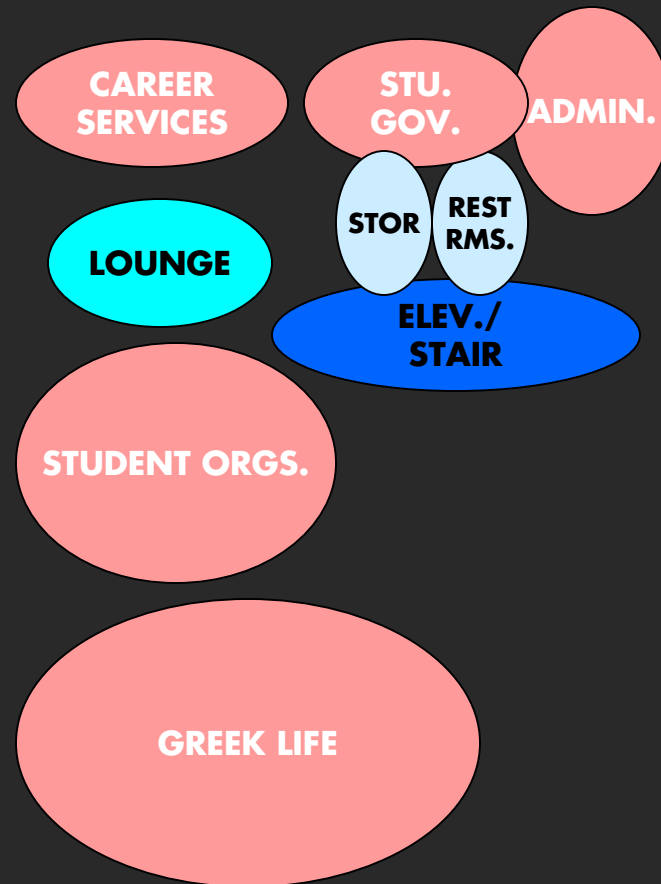 CAREER
SERVICES
STU.
GOV.
ADMIN.
STOR
REST
RMS.
LOUNGE
ELEV./
STAIR
STUDENT ORGS.
GREEK LIFE